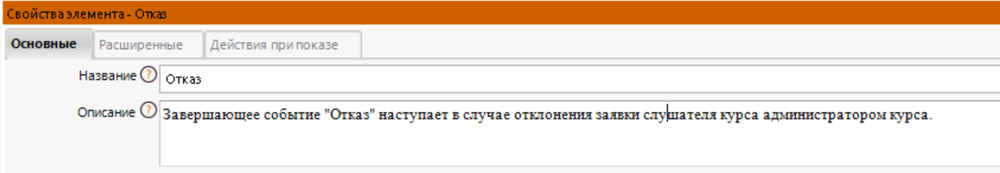 Свойства элемента - Отказ
Основные Расширенные Действия при показе
Название ? Отказ
Описание ? Завершающее событие "Отказ" наступает в случае отклонения заявки слушателя курса администратором курса.